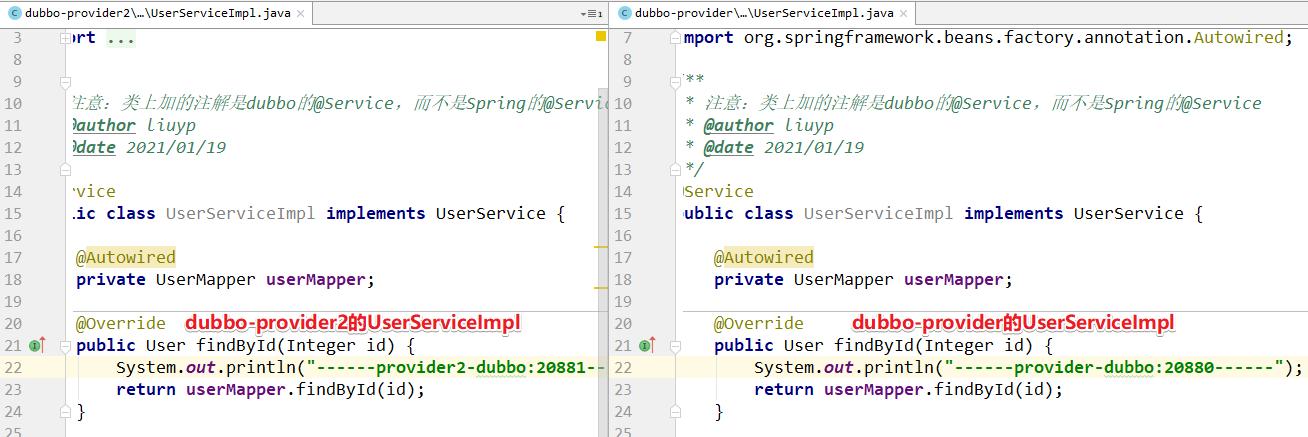 dubbo-provider2\...\UserServiceImpl.java
1
3 ort ...
8
9
10 注意：类上加的注解是dubbo的@Service，而不是Spring的@Servic
11 @author liuyp
12 @date 2021/01/19
13
14 rvice
15 lic class UserServiceImpl implements UserService {
16
17 @Autowired
18 private UserMapper userMapper;
19
20 @Override dubbo-provider2的UserServiceImpl
21 public User findById(Integer id) {
22 System.out.println("------provider2-dubbo:20881--
23 return userMapper.findById(id);
24 }
25
dubbo-provider\...\UserServiceImpl.java
7 import org.springframework.beans.factory.annotation.Autowired;
8
9 /**
10 * 注意：类上加的注解是dubbo的@Service，而不是Spring的@Service
11 * @author liuyp
12 * @date 2021/01/19
13 */
14 @Service
15 public class UserServiceImpl implements UserService {
16
17 @Autowired
18 private UserMapper userMapper;
19
20 @Override dubbo-provider的UserServiceImpl
21 public User findById(Integer id) {
22 System.out.println("------provider-dubbo:20880------");
23 return userMapper.findById(id);
24 }
25